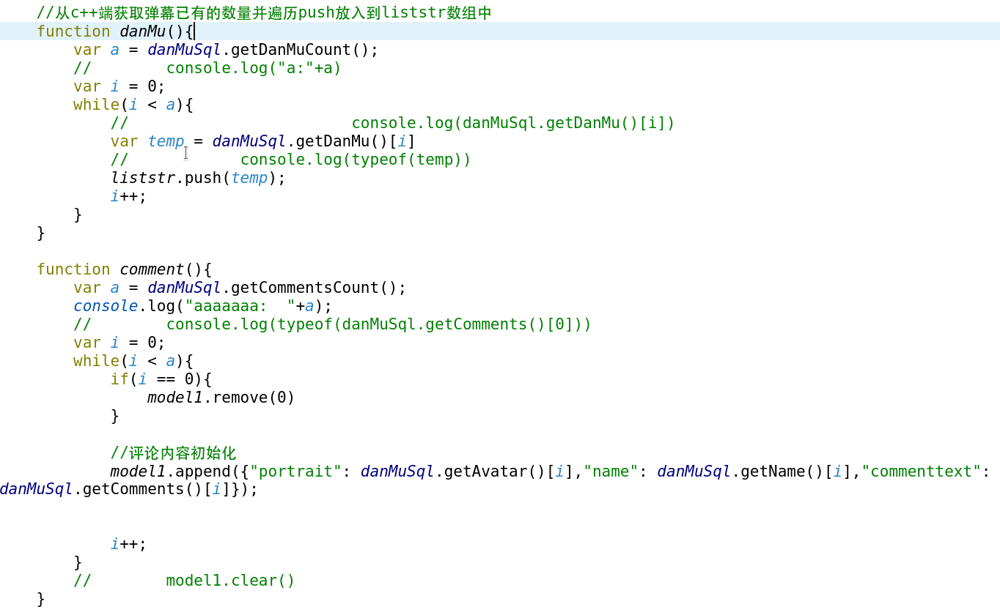 //从c++端获取弹幕已有的数量并遍历push放入到liststr数组中
function danMu(){
var a = danMuSql.getDanMuCount();
//        console.log("a:"+a)
var i = 0;
while(i < a){
//                        console.log(danMuSql.getDanMu()[i])
var temp = danMuSql.getDanMu()[i]
//            console.log(typeof(temp))
liststr.push(temp);
i++;
}
}
function comment(){
var a = danMuSql.getCommentsCount();
console.log("aaaaaaa:  "+a);
//        console.log(typeof(danMuSql.getComments()[0]))
var i = 0;
while(i < a){
if(i == 0){
model1.remove(0)
}
//评论内容初始化
model1.append({"portrait": danMuSql.getAvatar()[i],"name": danMuSql.getName()[i],"commenttext":
danMuSql.getComments()[i]});
i++;
}
//        model1.clear()
}